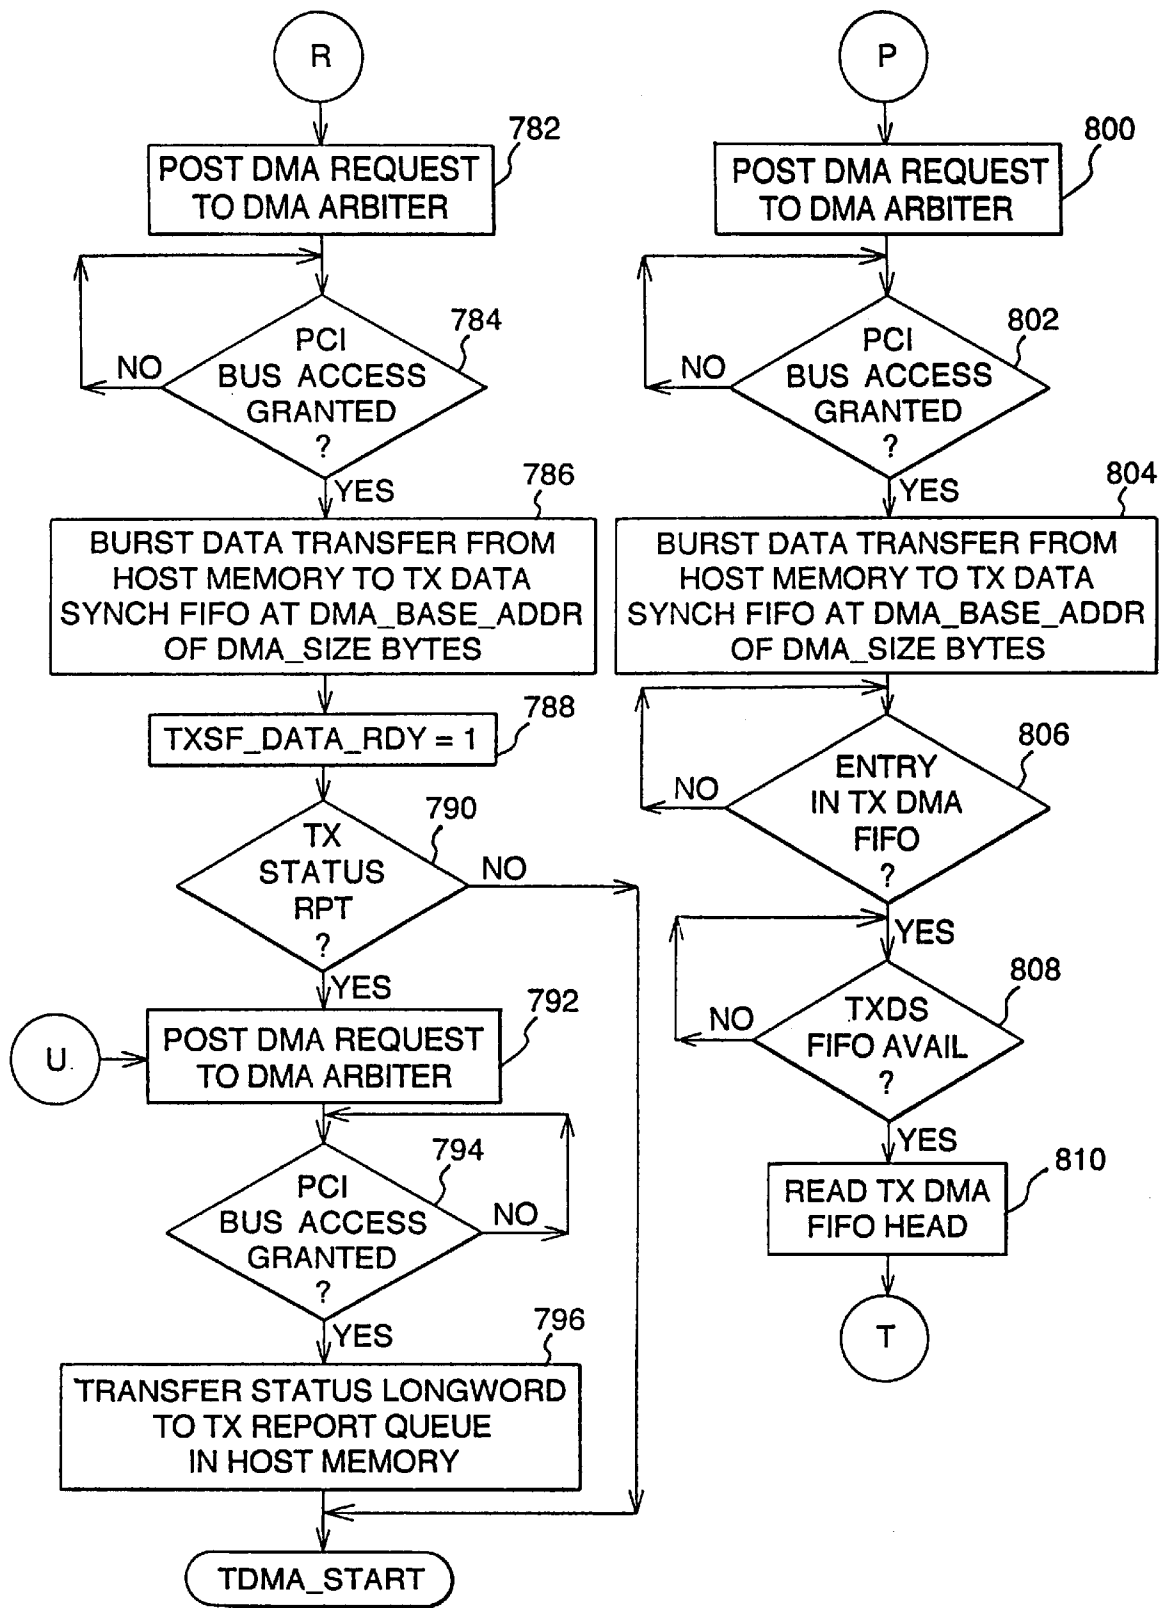 R
782
POST DMA REQUEST
TO DMA ARBITER
784
PCI
BUS ACCESS
GRANTED
?
NO
YES
786
BURST DATA TRANSFER FROM
HOST MEMORY TO TX DATA
SYNCH FIFO AT DMA_BASE_ADDR
OF DMA_SIZE BYTES
788
TXSF_DATA_RDY = 1
790
TX
STATUS
RPT
?
NO
YES
U
792
POST DMA REQUEST
TO DMA ARBITER
794
PCI
BUS ACCESS
GRANTED
?
NO
YES
796
TRANSFER STATUS LONGWORD
TO TX REPORT QUEUE
IN HOST MEMORY
TDMA_START
P
800
POST DMA REQUEST
TO DMA ARBITER
802
PCI
BUS ACCESS
GRANTED
?
NO
YES
804
BURST DATA TRANSFER FROM
HOST MEMORY TO TX DATA
SYNCH FIFO AT DMA_BASE_ADDR
OF DMA_SIZE BYTES
806
ENTRY
IN TX DMA
FIFO
?
NO
YES
808
TXDS
FIFO AVAIL
?
NO
YES
810
READ TX DMA
FIFO HEAD
T